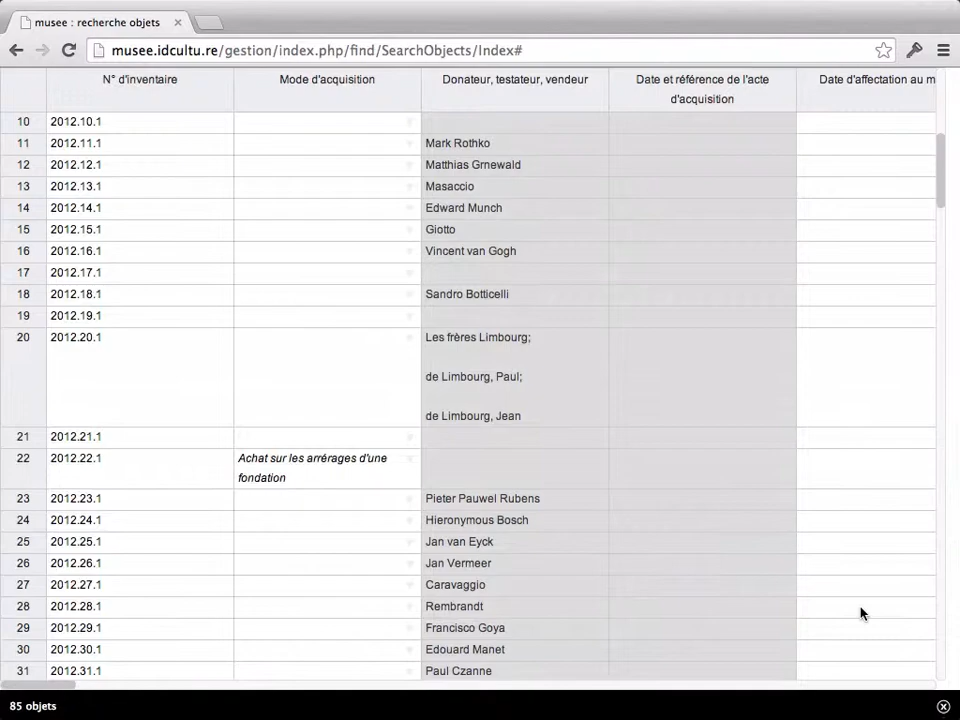 musee : recherche objets
musee.idcultu.re/gestion/index.php/find/SearchObjects/Index#
N° d'inventaire Mode d'acquisition Donateur, testateur, vendeur Date et référence de l'acte Date d'affectation au m
d'acquisition
10 2012.10.1
11 2012.11.1 Mark Rothko
12 2012.12.1 Matthias Grnewald
13 2012.13.1 Masaccio
14 2012.14.1 Edward Munch
15 2012.15.1 Giotto
16 2012.16.1 Vincent van Gogh
17 2012.17.1
18 2012.18.1 Sandro Botticelli
19 2012.19.1
20 2012.20.1 Les frères Limbourg;
de Limbourg, Paul;
de Limbourg, Jean
21 2012.21.1
22 2012.22.1 Achat sur les arrérages d'une
fondation
23 2012.23.1 Pieter Pauwel Rubens
24 2012.24.1 Hieronymous Bosch
25 2012.25.1 Jan van Eyck
26 2012.26.1 Jan Vermeer
27 2012.27.1 Caravaggio
28 2012.28.1 Rembrandt
29 2012.29.1 Francisco Goya
30 2012.30.1 Edouard Manet
31 2012.31.1 Paul Czanne
85 objets